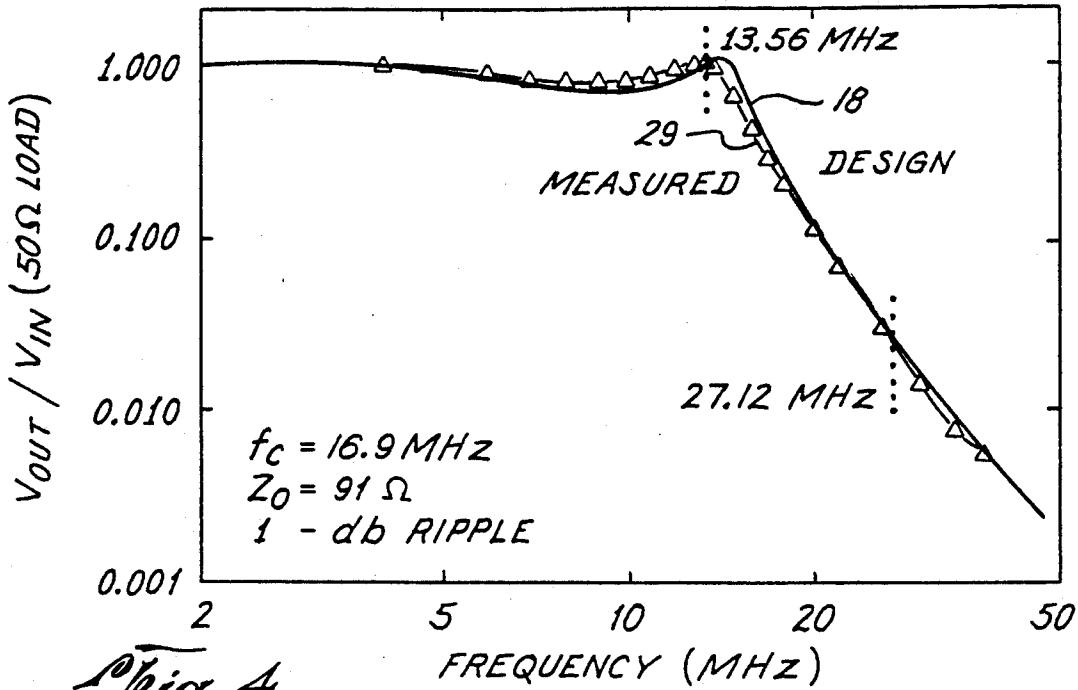 1.000
0.100
0.010
0.001
VOUT / VIN (50Ω LOAD)
13.56 MHz
18
29
DESIGN
MEASURED
27.12 MHz
fC = 16.9 MHz
ZO = 91 Ω
1 - db RIPPLE
2 5 10 20 50
FREQUENCY (MHz)
Fig 4